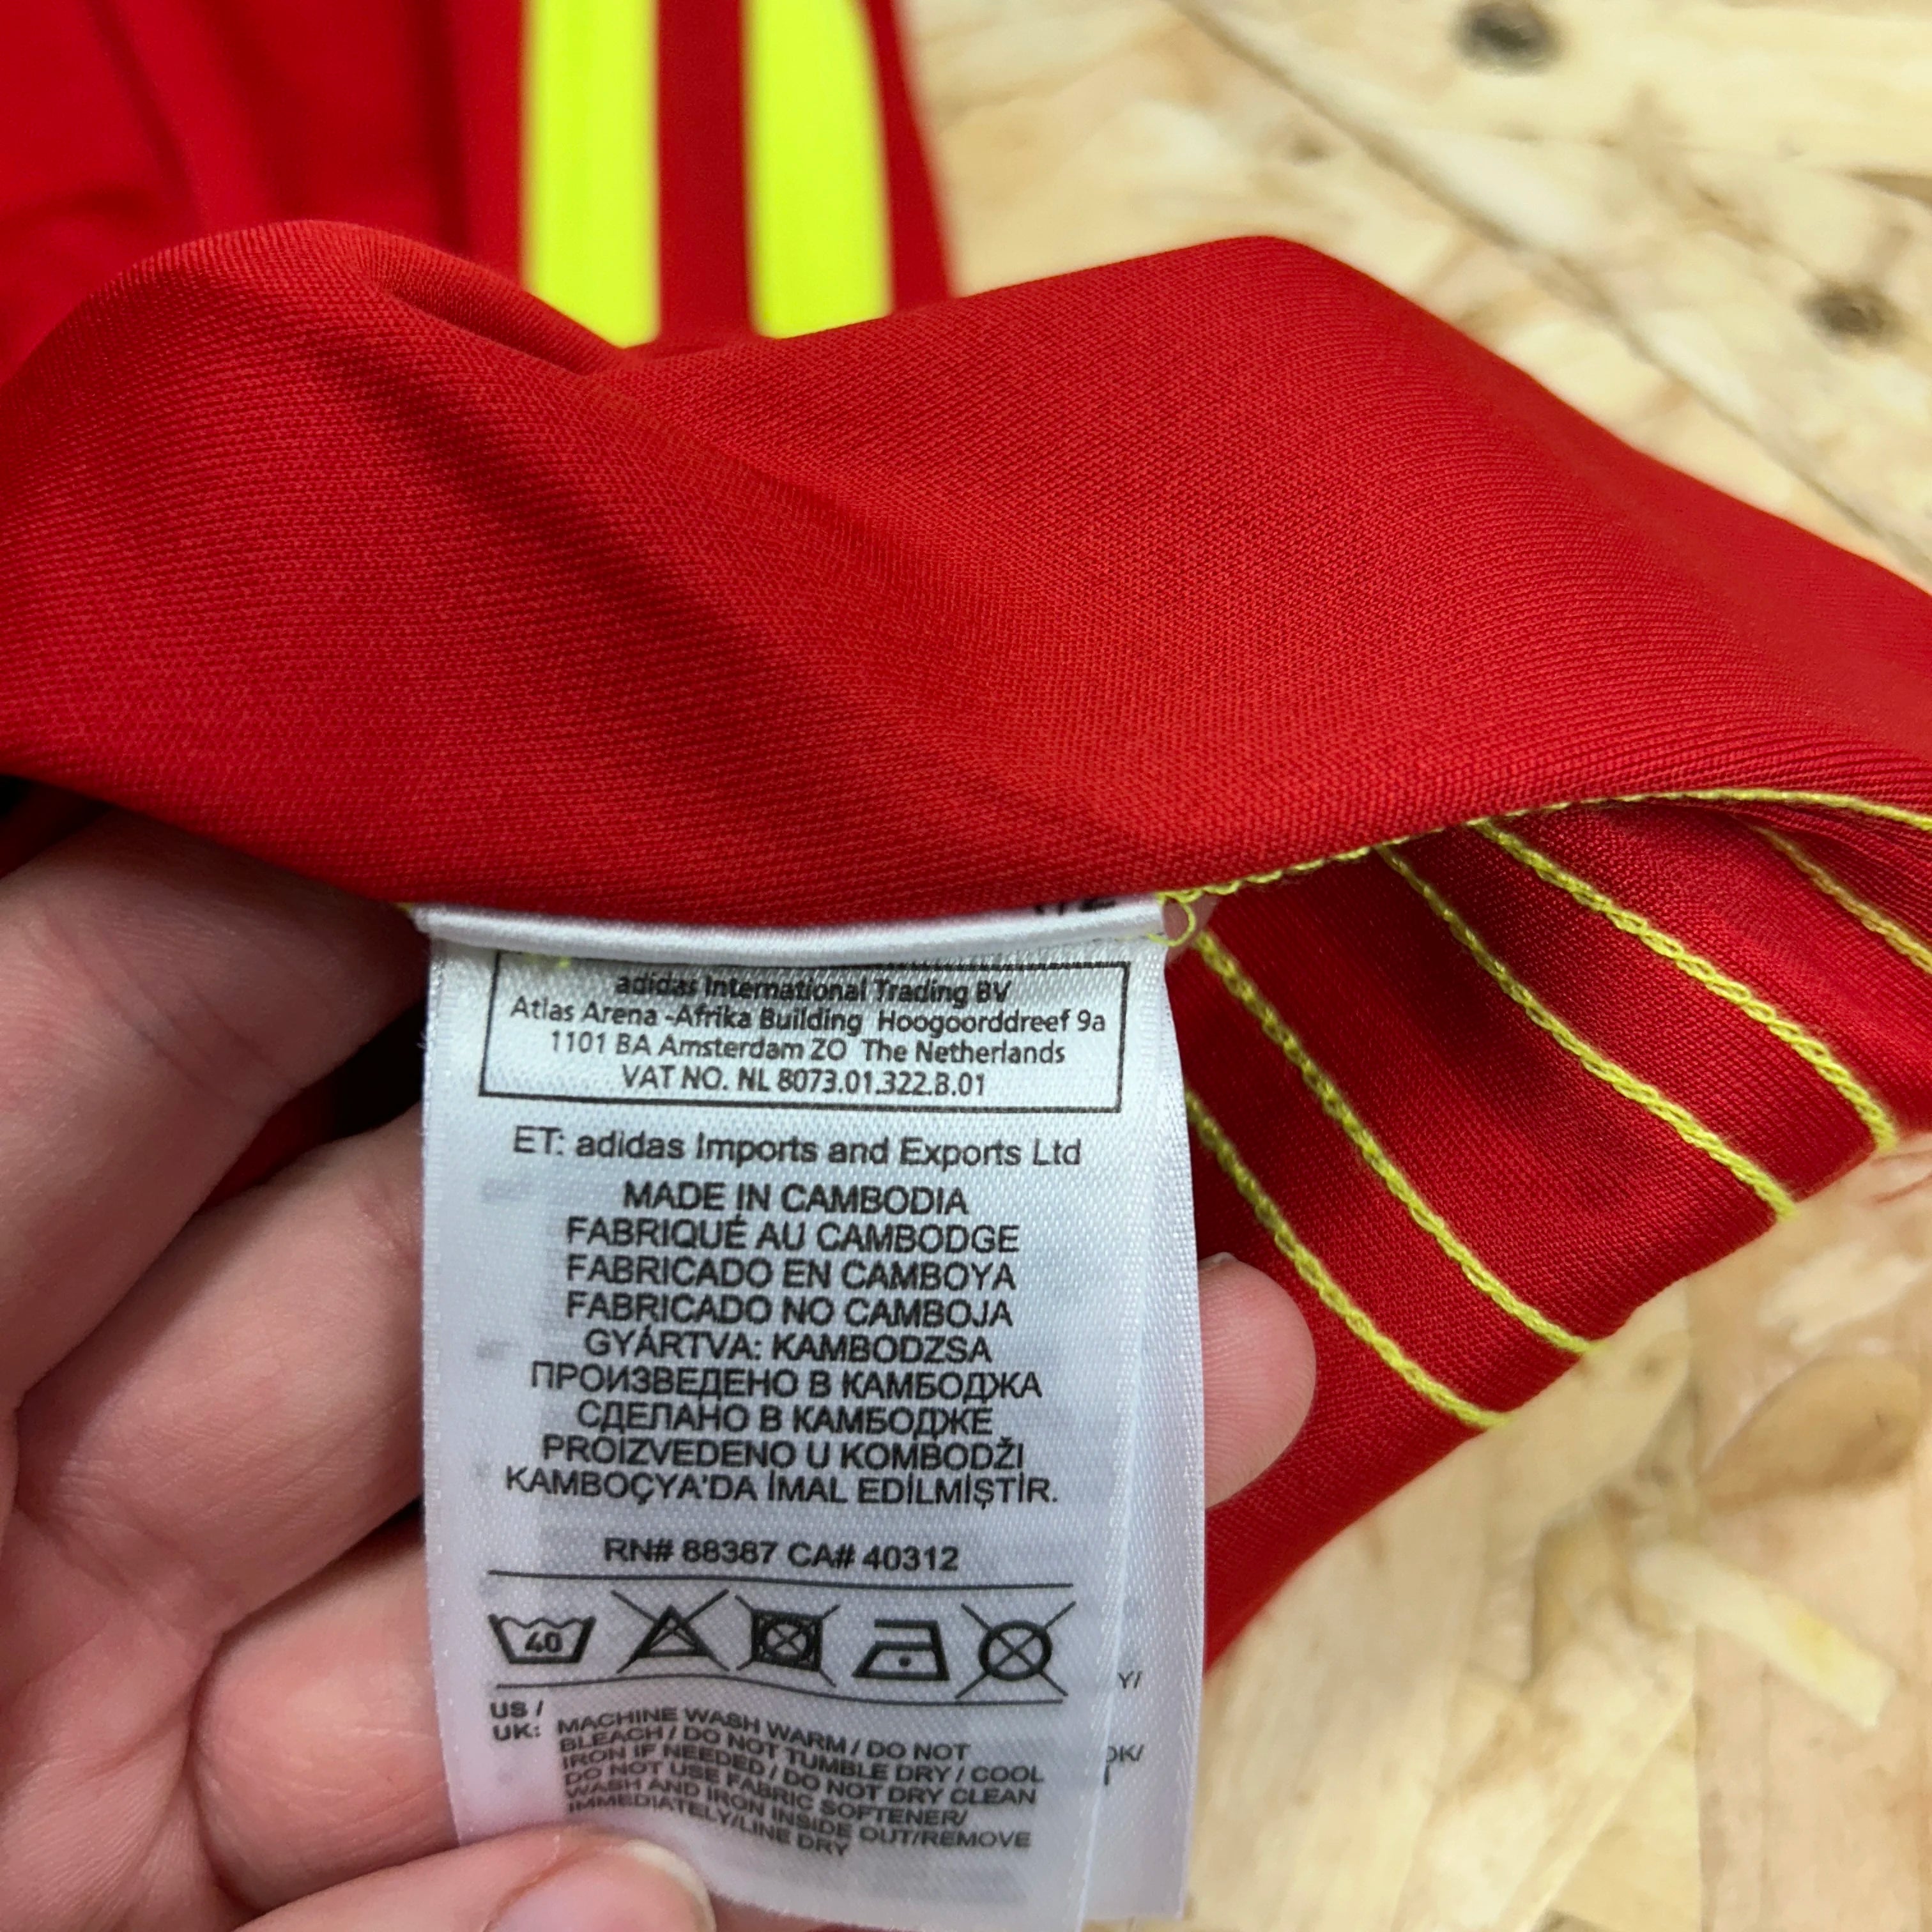 adidas International Trading BV
Atlas Arena -Afrika Building Hoogoorddreef 9a
1101 BA Amsterdam ZO The Netherlands
VAT NO. NL 8073.01.322.B.01
ET: adidas Imports and Exports Ltd
MADE IN CAMBODIA
FABRIQUÉ AU CAMBODGE
FABRICADO EN CAMBOYA
FABRICADO NO CAMBOJA
GYÁRTVA: KAMBODZSA
ПРОИЗВЕДЕНО В КАМБОДЖА
СДЕЛАНО В КАМБОДЖЕ
PROIZVEDENO U KOMBODŽI
KAMBOÇYA'DA İMAL EDİLMİŞTİR.
RN# 88387 CA# 40312
40
US /
UK: MACHINE WASH WARM / DO NOT
BLEACH / DO NOT TUMBLE DRY / COOL
IRON IF NEEDED / DO NOT DRY CLEAN
DO NOT USE FABRIC SOFTENER/
WASH AND IRON INSIDE OUT/REMOVE
IMMEDIATELY/LINE DRY